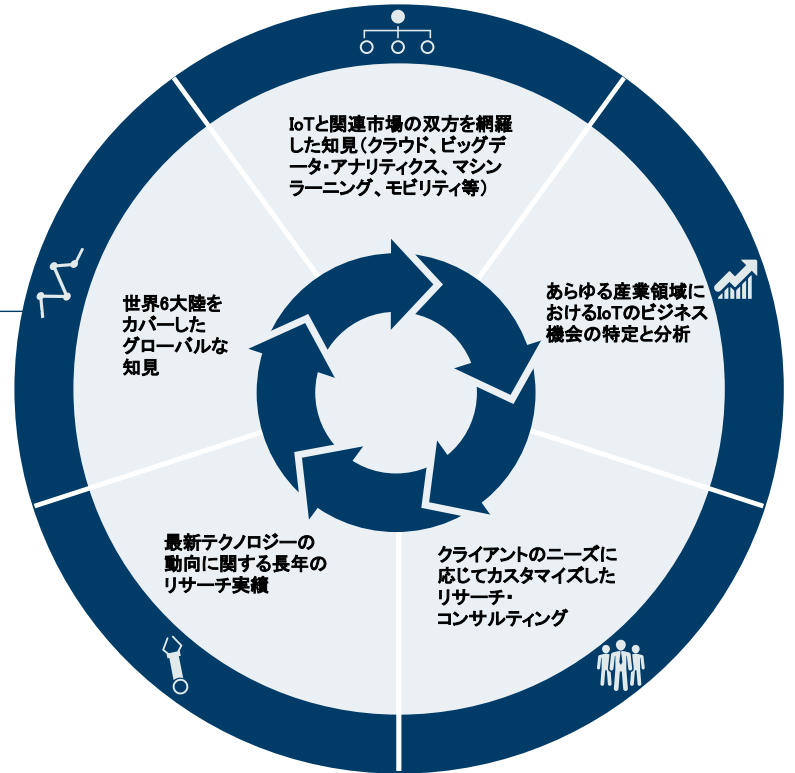 IoTと関連市場の双方を網羅
した知見（クラウド、ビッグデ
ータ・アナリティクス、マシン
ラーニング、モビリティ等）
あらゆる産業領域に
おけるIoTのビジネス
機会の特定と分析
クライアントのニーズに
応じてカスタマイズした
リサーチ・
コンサルティング
最新テクノロジーの
動向に関する長年の
リサーチ実績
世界6大陸を
カバーした
グローバルな
知見